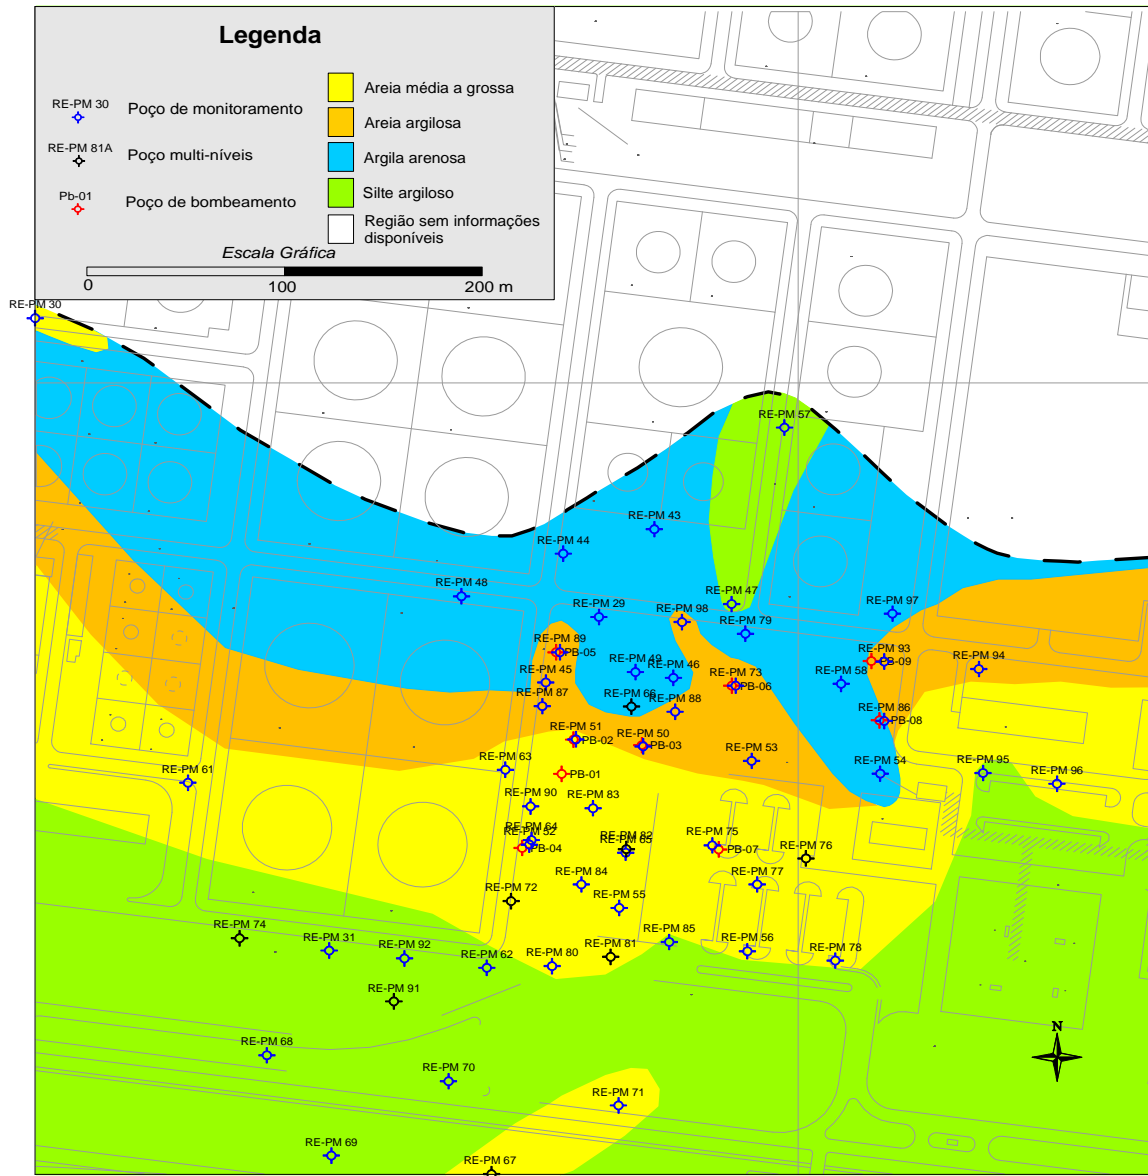 Legenda
RE-PM 30
Poço de monitoramento
RE-PM 81A
Poço multi-níveis
Pb-01
Poço de bombeamento
Areia média a grossa
Areia argilosa
Argila arenosa
Silte argiloso
Região sem informações
disponíveis
Escala Gráfica
0
100
200 m
RE-PM 30
RE-PM 57
RE-PM 43
RE-PM 44
RE-PM 48
RE-PM 47
RE-PM 29
RE-PM 98
RE-PM 97
RE-PM 79
RE-PM 89
PB-05
RE-PM 93
PB-09
RE-PM 94
RE-PM 45
RE-PM 49
RE-PM 46
RE-PM 73
PB-06
RE-PM 58
RE-PM 87
RE-PM 66
RE-PM 88
RE-PM 86
PB-08
RE-PM 51
PB-02
RE-PM 50
PB-03
RE-PM 53
RE-PM 54
RE-PM 95
RE-PM 96
RE-PM 61
RE-PM 63
PB-01
RE-PM 90
RE-PM 83
RE-PM 64
RE-PM 52
PB-04
RE-PM 82
RE-PM 65
RE-PM 75
PB-07
RE-PM 76
RE-PM 84
RE-PM 77
RE-PM 72
RE-PM 55
RE-PM 74
RE-PM 31
RE-PM 92
RE-PM 62
RE-PM 80
RE-PM 81
RE-PM 85
RE-PM 56
RE-PM 78
RE-PM 91
N
RE-PM 68
RE-PM 70
RE-PM 71
RE-PM 69
RE-PM 67